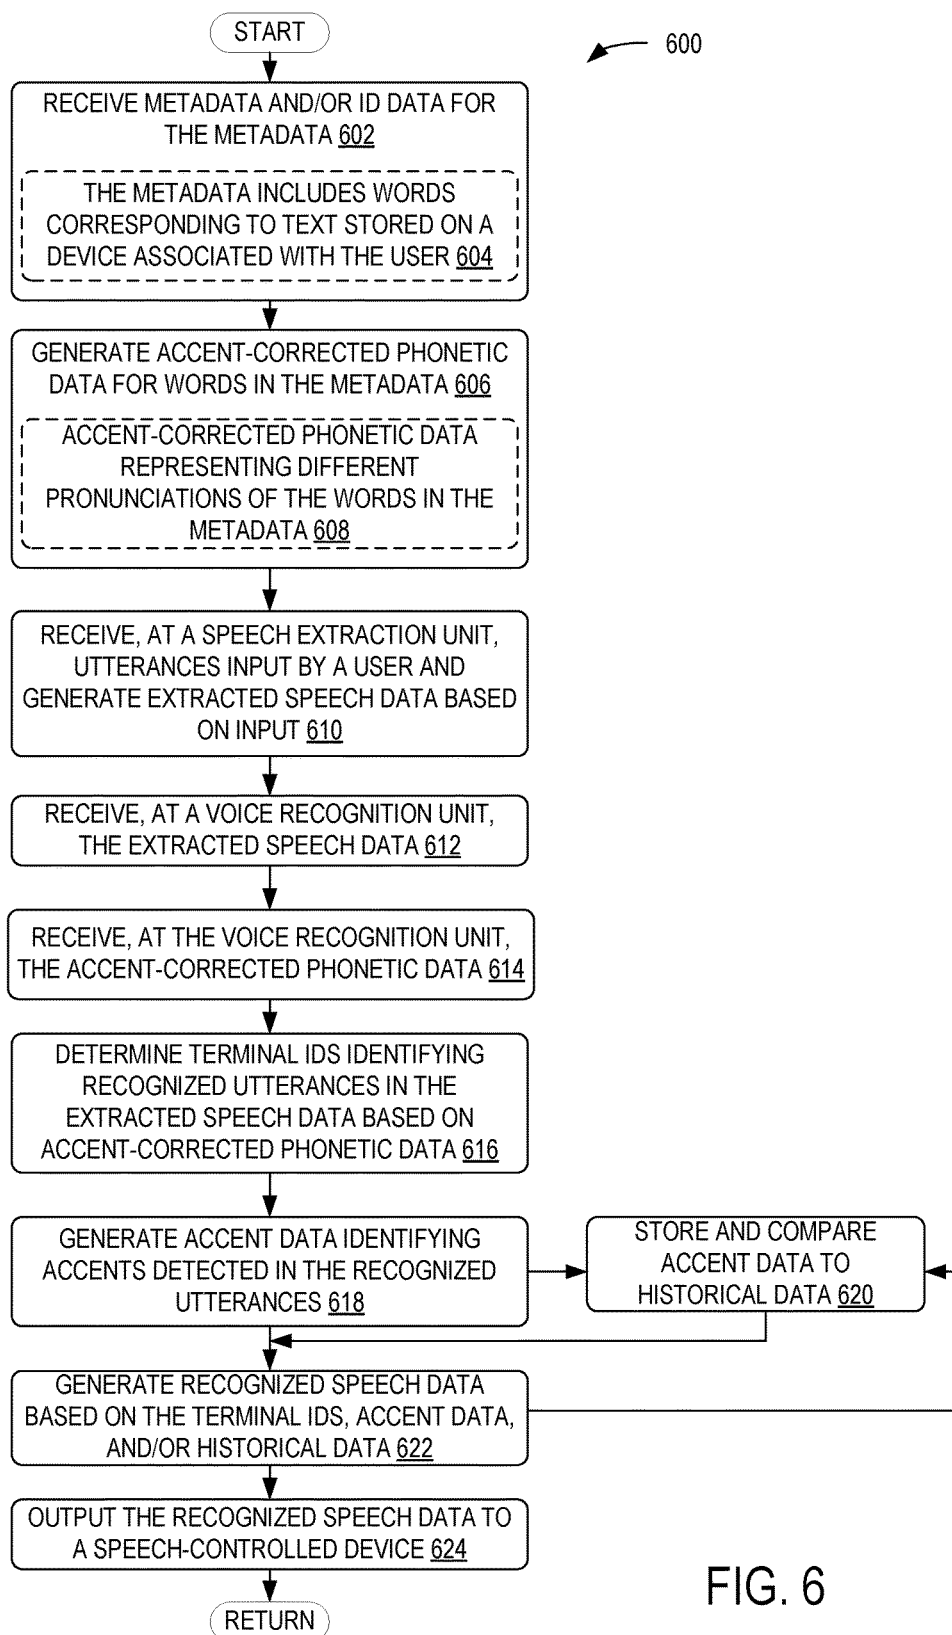 START
600
RECEIVE METADATA AND/OR ID DATA FOR
THE METADATA 602
THE METADATA INCLUDES WORDS
CORRESPONDING TO TEXT STORED ON A
DEVICE ASSOCIATED WITH THE USER 604
GENERATE ACCENT-CORRECTED PHONETIC
DATA FOR WORDS IN THE METADATA 606
ACCENT-CORRECTED PHONETIC DATA
REPRESENTING DIFFERENT
PRONUNCIATIONS OF THE WORDS IN THE
METADATA 608
RECEIVE, AT A SPEECH EXTRACTION UNIT,
UTTERANCES INPUT BY A USER AND
GENERATE EXTRACTED SPEECH DATA BASED
ON INPUT 610
RECEIVE, AT A VOICE RECOGNITION UNIT,
THE EXTRACTED SPEECH DATA 612
RECEIVE, AT THE VOICE RECOGNITION UNIT,
THE ACCENT-CORRECTED PHONETIC DATA 614
DETERMINE TERMINAL IDS IDENTIFYING
RECOGNIZED UTTERANCES IN THE
EXTRACTED SPEECH DATA BASED ON
ACCENT-CORRECTED PHONETIC DATA 616
GENERATE ACCENT DATA IDENTIFYING
ACCENTS DETECTED IN THE RECOGNIZED
UTTERANCES 618
STORE AND COMPARE
ACCENT DATA TO
HISTORICAL DATA 620
GENERATE RECOGNIZED SPEECH DATA
BASED ON THE TERMINAL IDS, ACCENT DATA,
AND/OR HISTORICAL DATA 622
OUTPUT THE RECOGNIZED SPEECH DATA TO
A SPEECH-CONTROLLED DEVICE 624
RETURN
FIG. 6